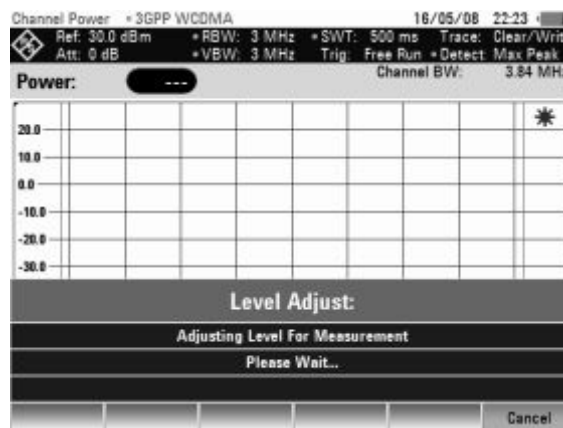 Channel Power • 3GPP WCDMA 16/05/08 22:23
Ref: 30.0 dBm • RBW: 3 MHz • SWT: 500 ms Trace: Clear/Writ
Att: 0 dB • VBW: 3 MHz Trig: Free Run • Detect: Max Peak
Power: --- Channel BW: 3.84 MH
20.0
10.0
0.0
-10.0
-20.0
-30.0
Level Adjust:
Adjusting Level For Measurement
Please Wait...
Cancel